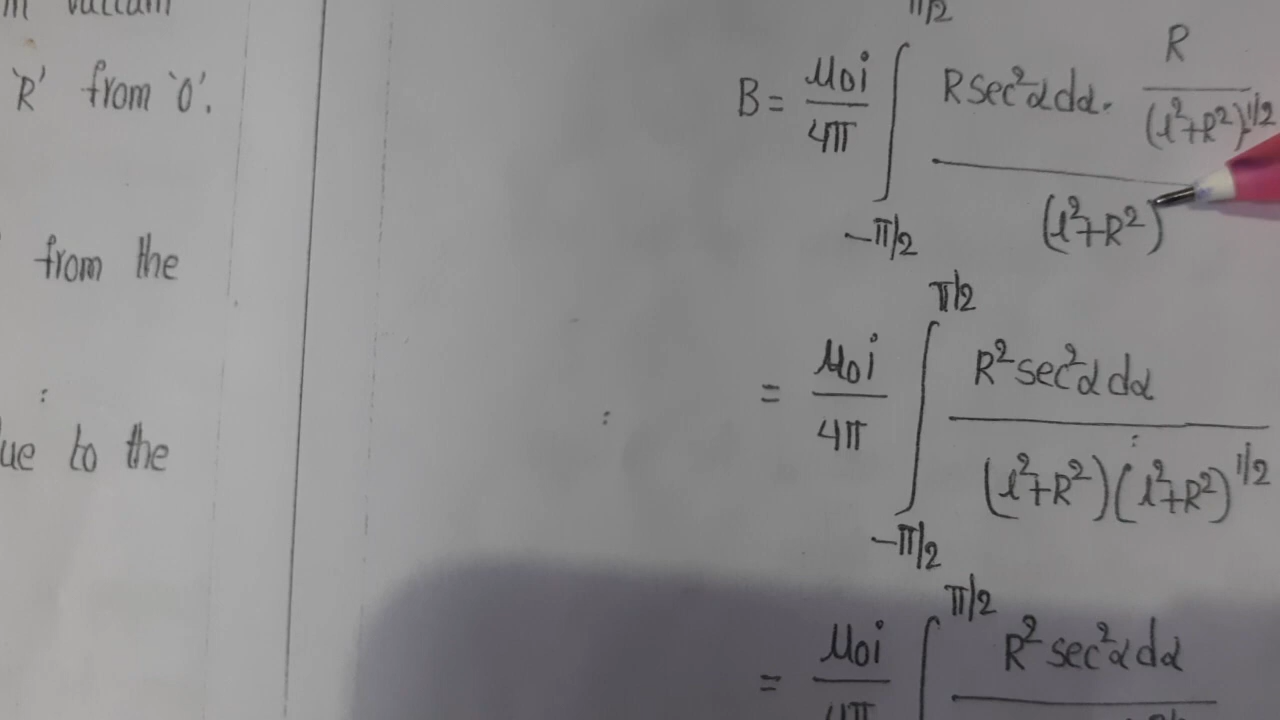 'R' from 'O'.
from the
to the
π/2
B = μ₀i/4π ∫ R sec²α dα. R/(l²+R²)^1/2
(l²+R²)
-π/2
π/2
= μ₀i/4π ∫ R² sec²α dα / (l²+R²)(l²+R²)^1/2
-π/2
π/2
= μ₀i/4π ∫ R² sec²α dα